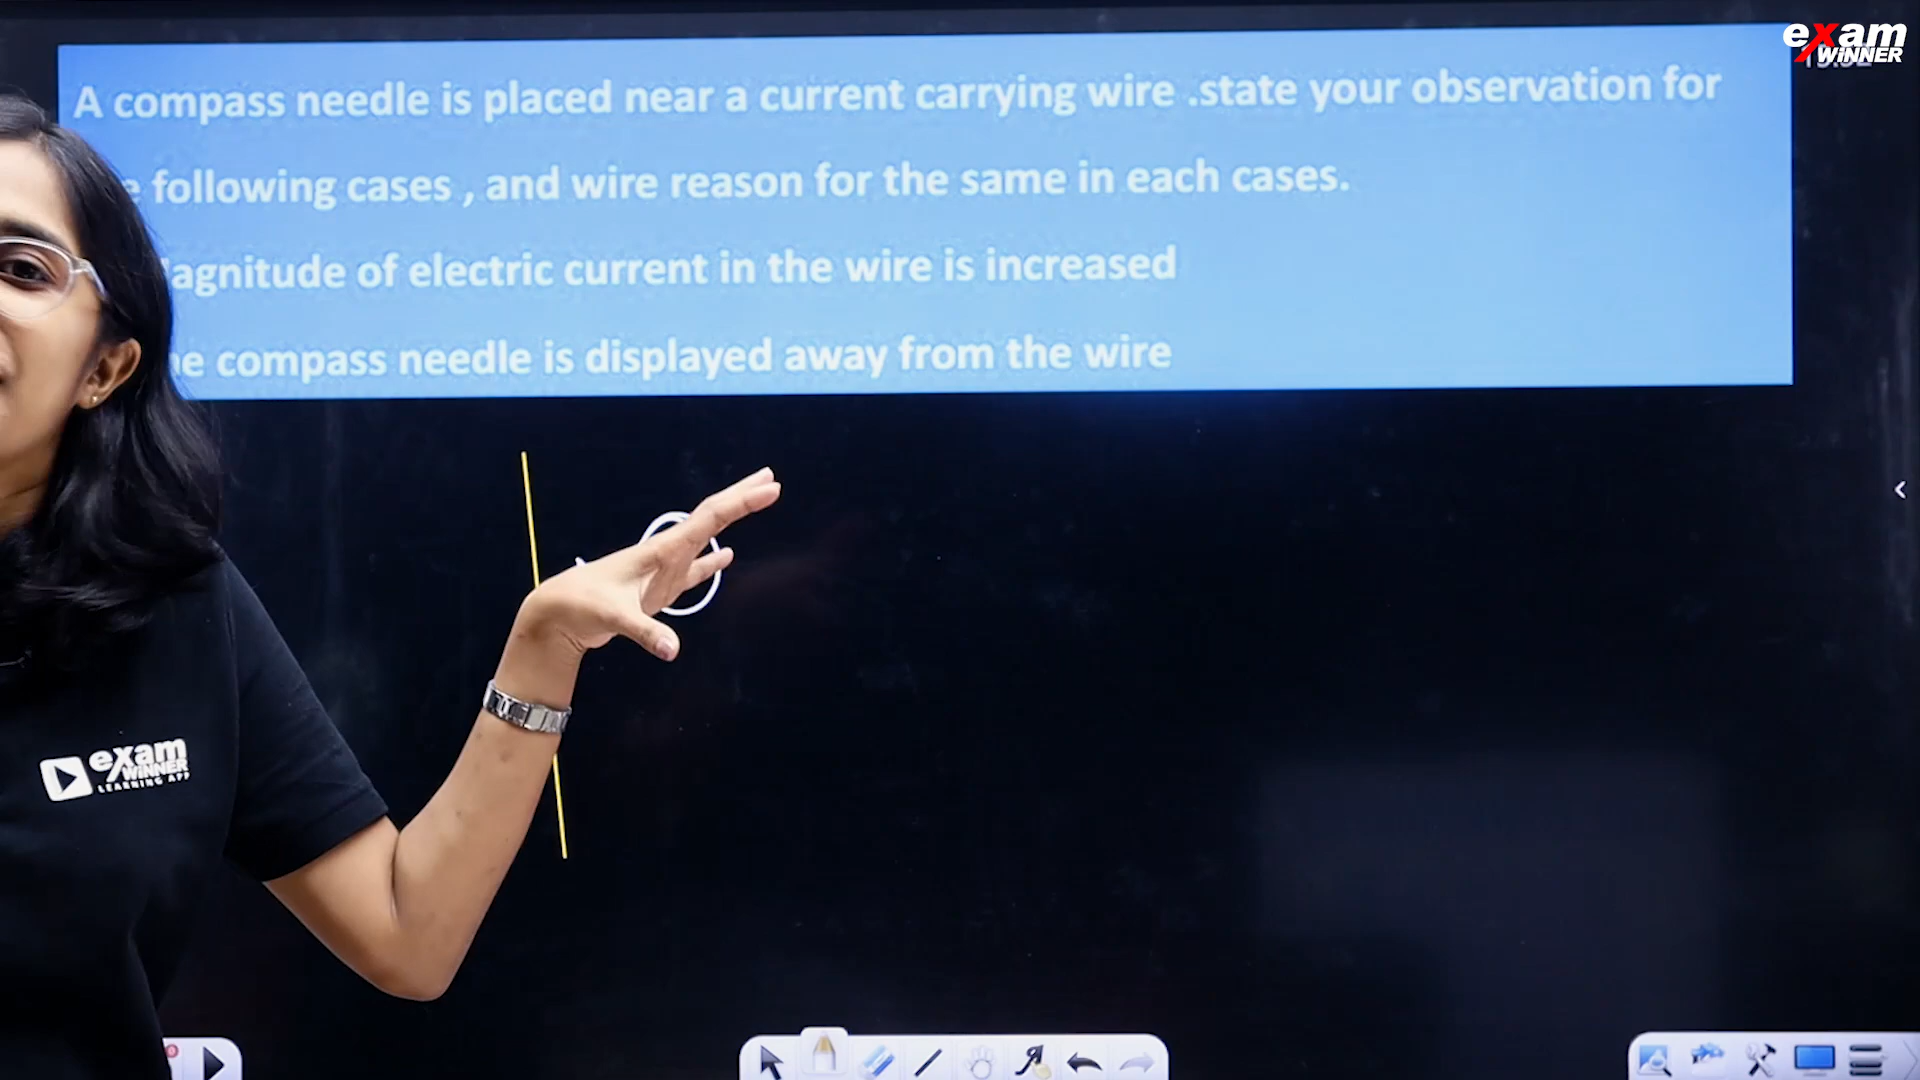 exam
WiNNER
A compass needle is placed near a current carrying wire .state your observation for
following cases , and wire reason for the same in each cases.
of electric current in the wire is increased
compass needle is displayed away from the wire
exam
WiNNER
LEARNING APP